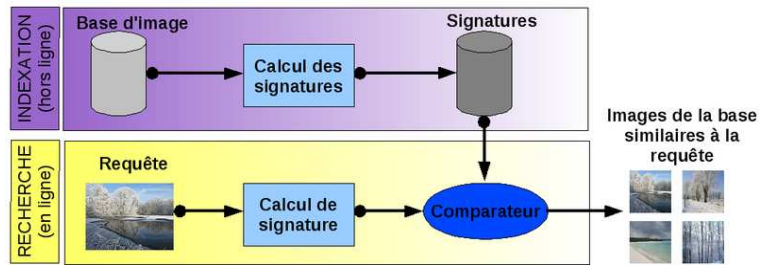 INDEXATION
(hors ligne)
Base d'image
Calcul des
signatures
Signatures
RECHERCHE
(en ligne)
Requête
Calcul de
signature
Comparateur
Images de la base
similaires à la
requête